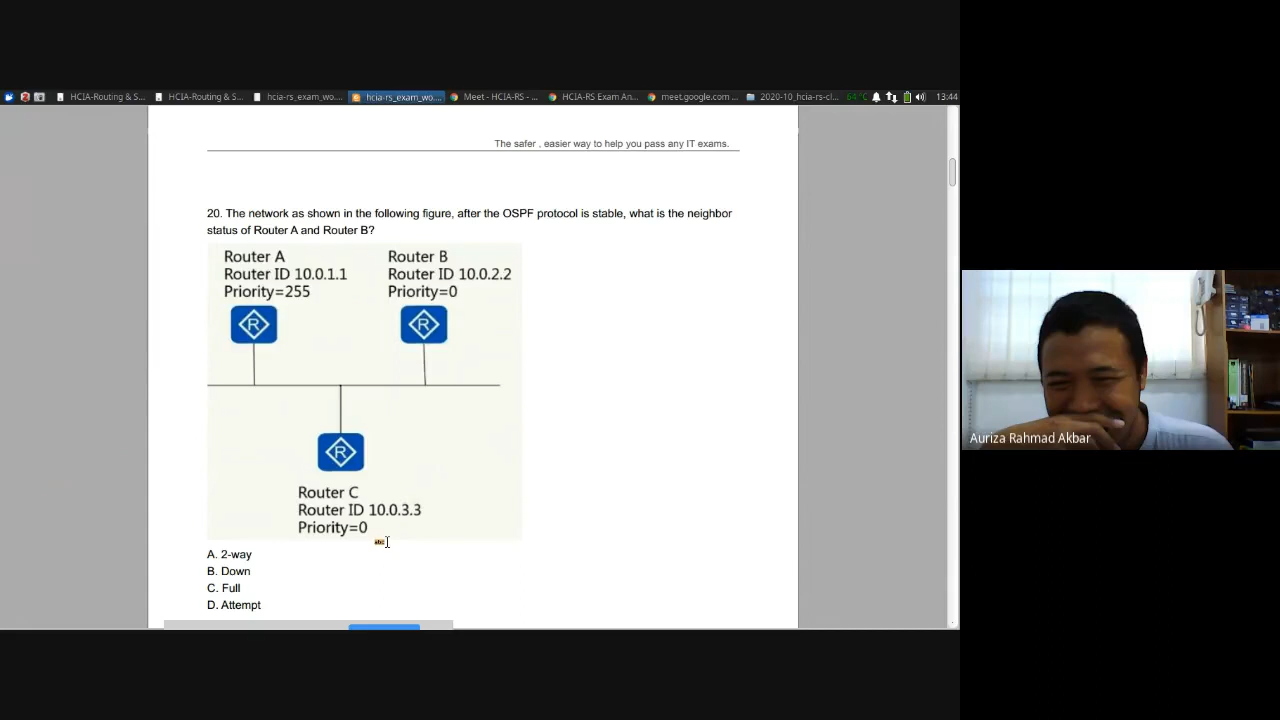 HCIA-Routing & S...
HCIA-Routing & S...
hcia-rs_exam_wo...
hcia-rs_exam_wo...
Meet - HCIA-RS - ...
HCIA-RS Exam An...
meet.google.com ...
2020-10_hcia-rs-cl...
64°C
13:44
The safer , easier way to help you pass any IT exams.
20. The network as shown in the following figure, after the OSPF protocol is stable, what is the neighbor
status of Router A and Router B?
Router A
Router ID 10.0.1.1
Priority=255
Router B
Router ID 10.0.2.2
Priority=0
R
R
R
Router C
Router ID 10.0.3.3
Priority=0
abc
A. 2-way
B. Down
C. Full
D. Attempt
Auriza Rahmad Akbar